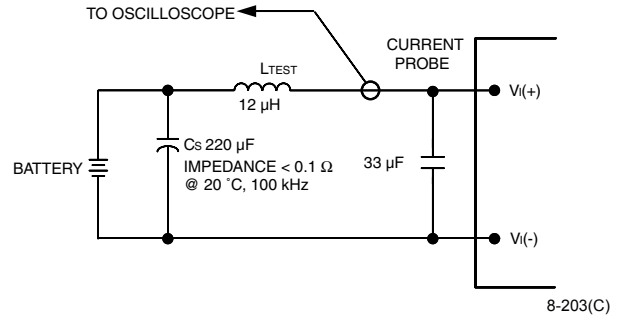 TO OSCILLOSCOPE
CURRENT
PROBE
LTEST
12 µH
VI(+)
CS 220 µF
IMPEDANCE < 0.1 Ω
@ 20 ˚C, 100 kHz
33 µF
BATTERY
VI(-)
8-203(C)